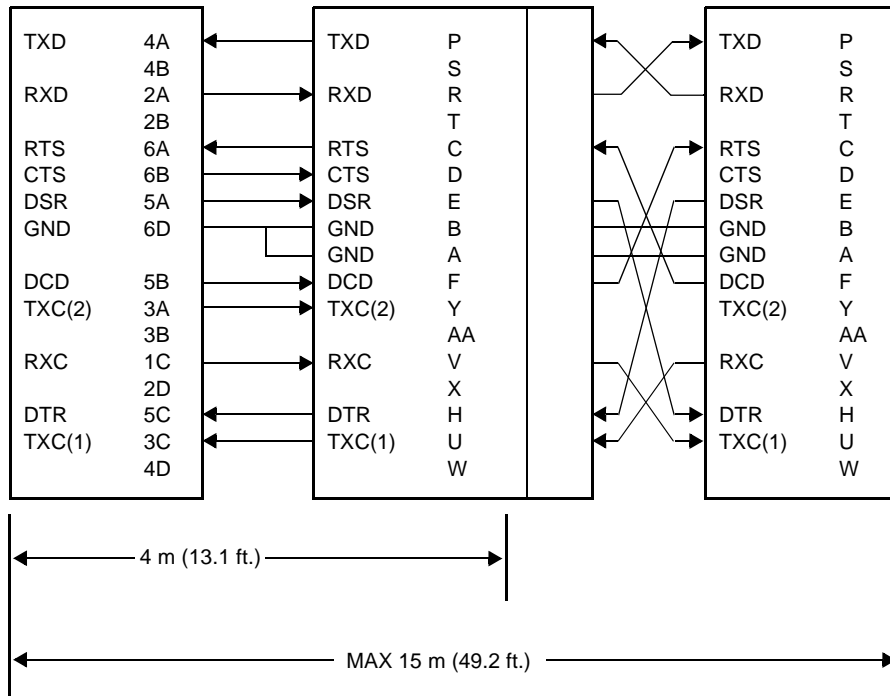 TXD 4A TXD P TXD P
4B S S
RXD 2A RXD R RXD R
2B T T
RTS 6A RTS C RTS C
CTS 6B CTS D CTS D
DSR 5A DSR E DSR E
GND 6D GND B GND B
GND A GND A
DCD 5B DCD F DCD F
TXC(2) 3A TXC(2) Y TXC(2) Y
3B AA AA
RXC 1C RXC V RXC V
2D X X
DTR 5C DTR H DTR H
TXC(1) 3C TXC(1) U TXC(1) U
4D W W
4 m (13.1 ft.)
MAX 15 m (49.2 ft.)